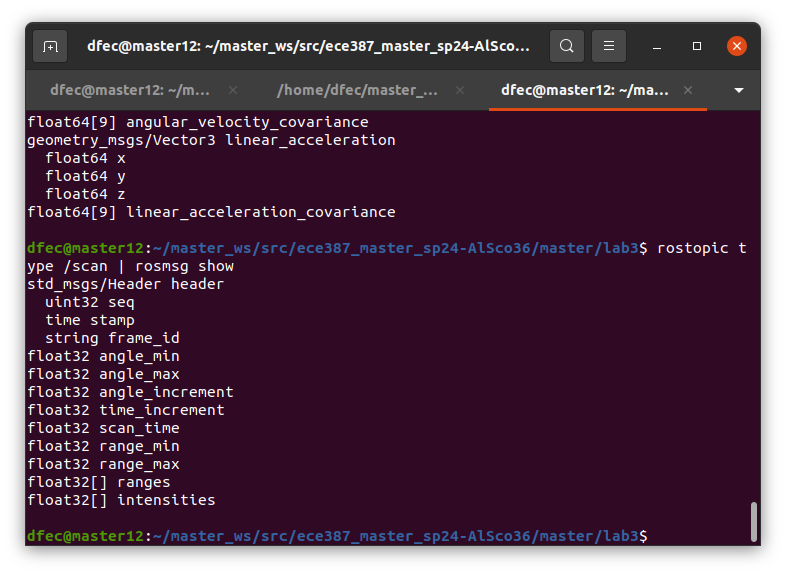 dfec@master12: ~/master_ws/src/ece387_master_sp24-AlSco...
dfec@master12: ~/m...
/home/dfec/master_...
dfec@master12: ~/ma...
float64[9] angular_velocity_covariance
geometry_msgs/Vector3 linear_acceleration
  float64 x
  float64 y
  float64 z
float64[9] linear_acceleration_covariance
dfec@master12:~/master_ws/src/ece387_master_sp24-AlSco36/master/lab3$ rostopic t
ype /scan | rosmsg show
std_msgs/Header header
  uint32 seq
  time stamp
  string frame_id
float32 angle_min
float32 angle_max
float32 angle_increment
float32 time_increment
float32 scan_time
float32 range_min
float32 range_max
float32[] ranges
float32[] intensities
dfec@master12:~/master_ws/src/ece387_master_sp24-AlSco36/master/lab3$